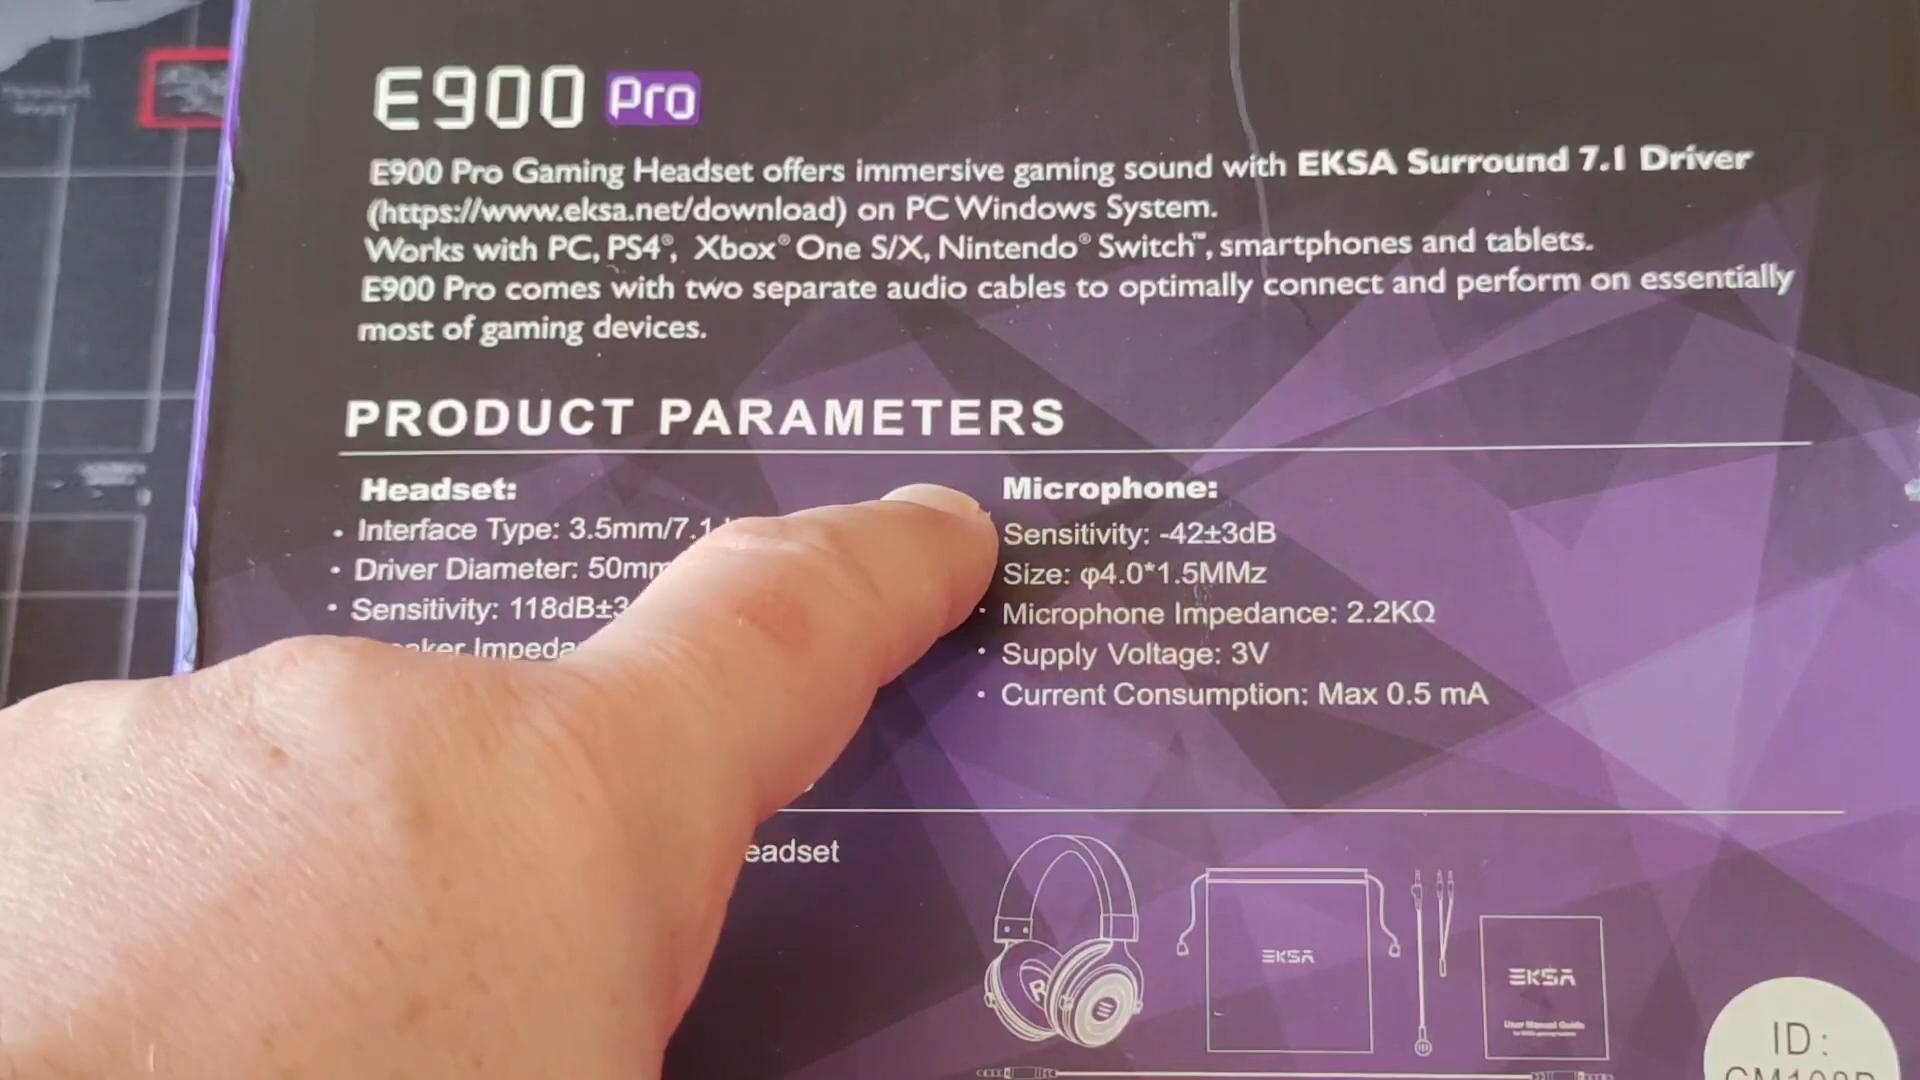 E900 Pro
E900 Pro Gaming Headset offers immersive gaming sound with EKSA Surround 7.1 Driver
(https://www.eksa.net/download) on PC Windows System.
Works with PC, PS4®, Xbox® One S/X, Nintendo® Switch™, smartphones and tablets.
E900 Pro comes with two separate audio cables to optimally connect and perform on essentially
most of gaming devices.
PRODUCT PARAMETERS
Headset:
• Interface Type: 3.5mm/7.1
• Driver Diameter: 50mm
• Sensitivity: 118dB±3
Microphone:
Sensitivity: -42±3dB
Size: φ4.0*1.5MMz
• Microphone Impedance: 2.2KΩ
• Supply Voltage: 3V
• Current Consumption: Max 0.5 mA
eadset
R
EKSA
EKSA
User Manual Guide
ID: